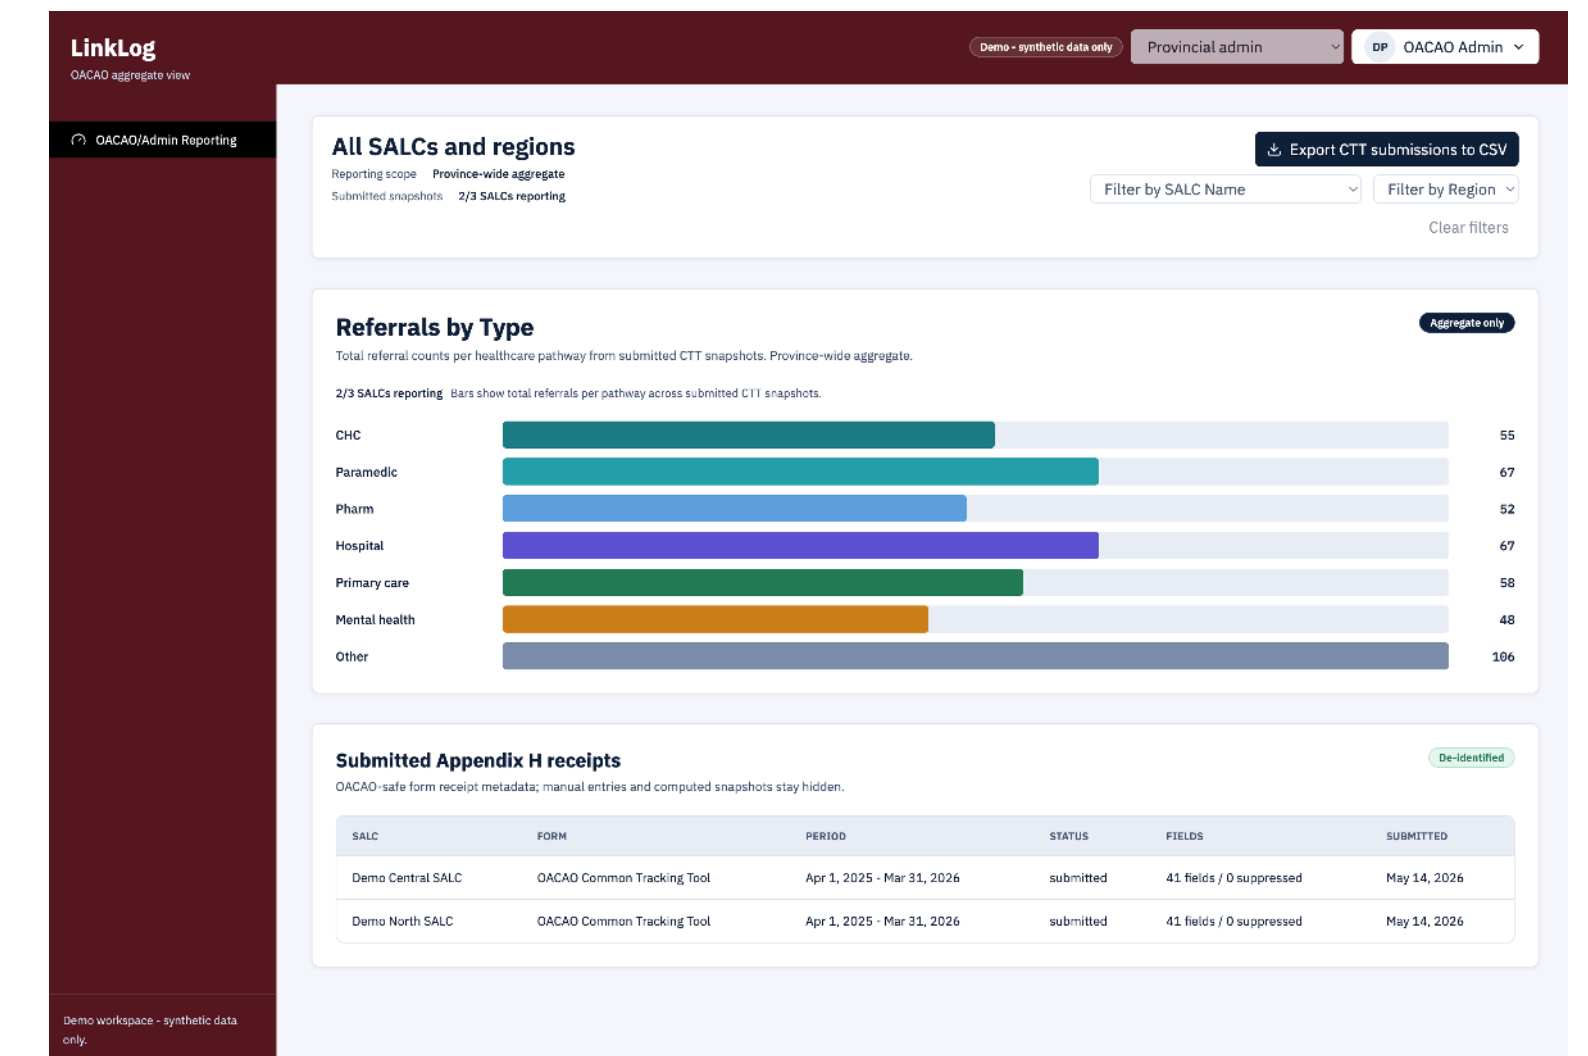 LinkLog
OACAO aggregate view
Demo - synthetic data only
Provincial admin
DP OACAO Admin
OACAO/Admin Reporting
All SALCs and regions
Reporting scope Province-wide aggregate
Submitted snapshots 2/3 SALCs reporting
Export CTT submissions to CSV
Filter by SALC Name
Filter by Region
Clear filters
Referrals by Type
Aggregate only
Total referral counts per healthcare pathway from submitted CTT snapshots. Province-wide aggregate.
2/3 SALCs reporting Bars show total referrals per pathway across submitted CTT snapshots.
CHC 55
Paramedic 67
Pharm 52
Hospital 67
Primary care 58
Mental health 48
Other 106
Submitted Appendix H receipts
De-identified
OACAO-safe form receipt metadata; manual entries and computed snapshots stay hidden.
SALC FORM PERIOD STATUS FIELDS SUBMITTED
Demo Central SALC OACAO Common Tracking Tool Apr 1, 2025 - Mar 31, 2026 submitted 41 fields / 0 suppressed May 14, 2026
Demo North SALC OACAO Common Tracking Tool Apr 1, 2025 - Mar 31, 2026 submitted 41 fields / 0 suppressed May 14, 2026
Demo workspace - synthetic data
only.